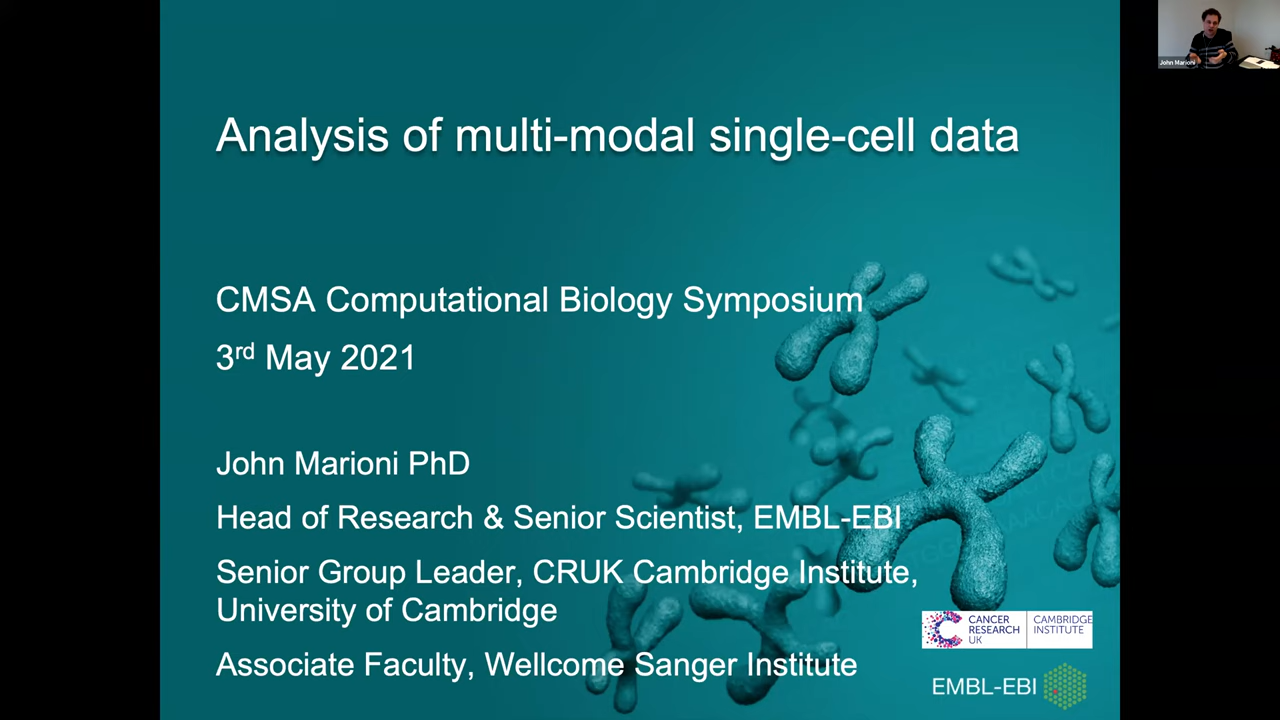 John Marioni
Analysis of multi-modal single-cell data
CMSA Computational Biology Symposium
3rd May 2021
John Marioni PhD
Head of Research & Senior Scientist, EMBL-EBI
Senior Group Leader, CRUK Cambridge Institute,
University of Cambridge
Associate Faculty, Wellcome Sanger Institute
CANCER
RESEARCH
UK
CAMBRIDGE
INSTITUTE
EMBL-EBI